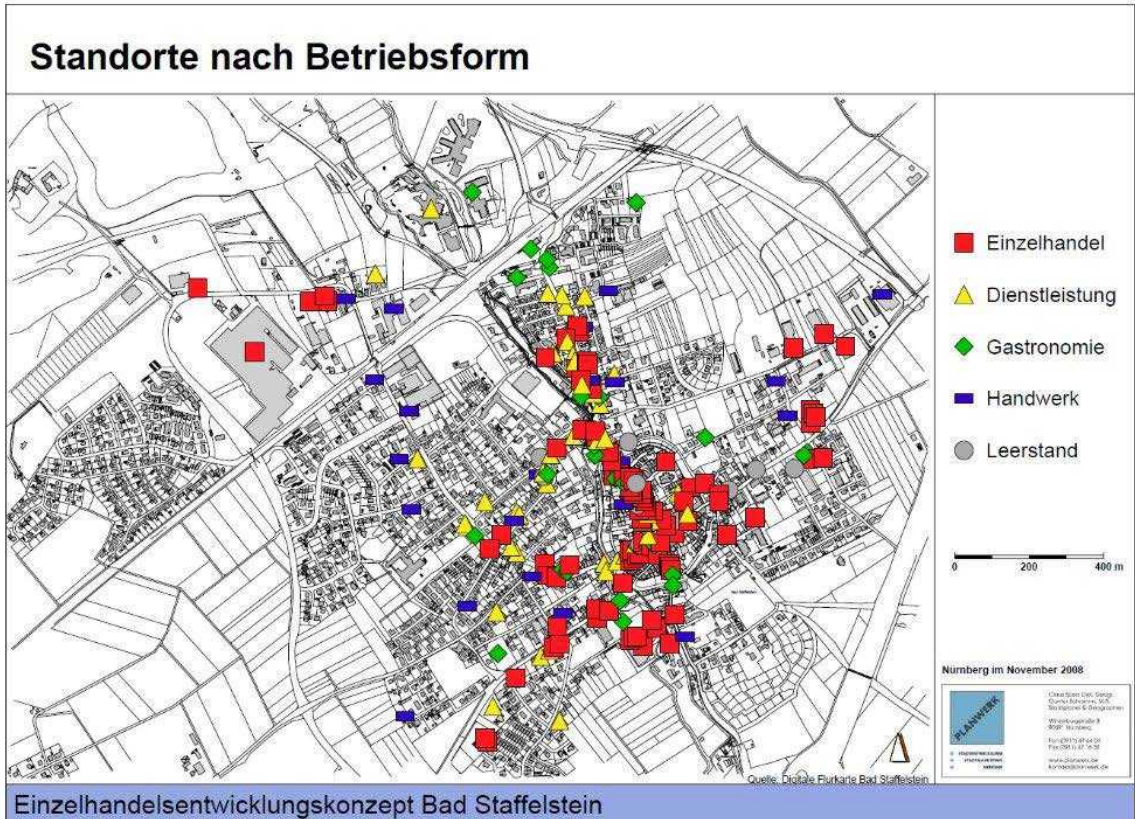 Standorte nach Betriebsform
Einzelhandel
Dienstleistung
Gastronomie
Handwerk
Leerstand
0 200 400 m
Nürnberg im November 2008
PLANWERK
Quelle: Digitale Flurkarte Bad Staffelstein
Einzelhandelsentwicklungskonzept Bad Staffelstein